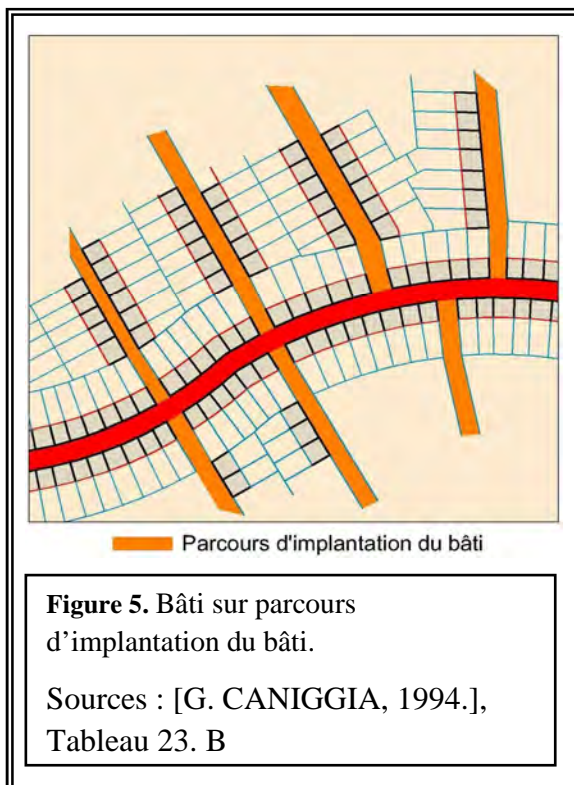 Parcours d'implantation du bâti
Figure 5. Bâti sur parcours
d’implantation du bâti.
Sources : [G. CANIGGIA, 1994.],
Tableau 23. B